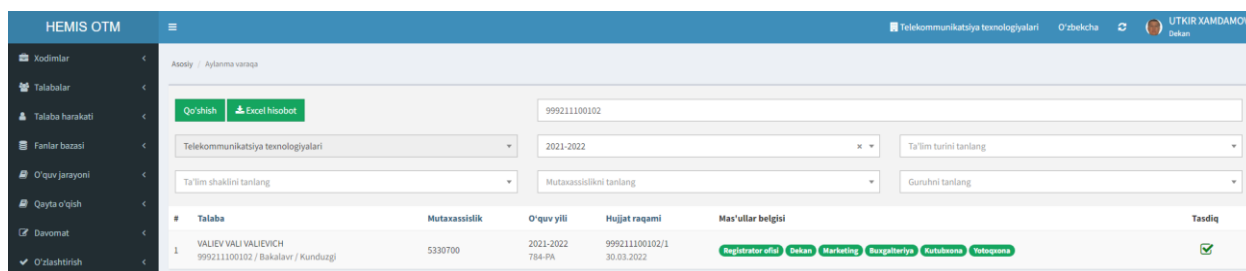 HEMIS OTM
Telekommunikatsiya texnologiyalari O'zbekcha UTKIR XAMDAMOV
Dekan
Xodimlar
Talabalar
Talaba harakati
Fanlar bazasi
O'quv jarayoni
Qayta o'qish
Davomat
O'zlashtirish
Asosiy / Aylanma varaqa
Qo'shish Excel hisobot 999211100102
Telekommunikatsiya texnologiyalari 2021-2022 Ta'lim turini tanlang
Ta'lim shaklini tanlang Mutaxassislikni tanlang Guruhni tanlang
# Talaba Mutaxassislik O'quv yili Hujjat raqami Mas'ullar belgisi Tasdiq
1 VALIEV VALI VALIEVICH 5330700 2021-2022 999211100102/1 Registrator ofisi Dekan Marketing Buxgalteriya Kutubxona Yotoqxona
999211100102 / Bakalavr / Kunduzgi 784-PA 30.03.2022